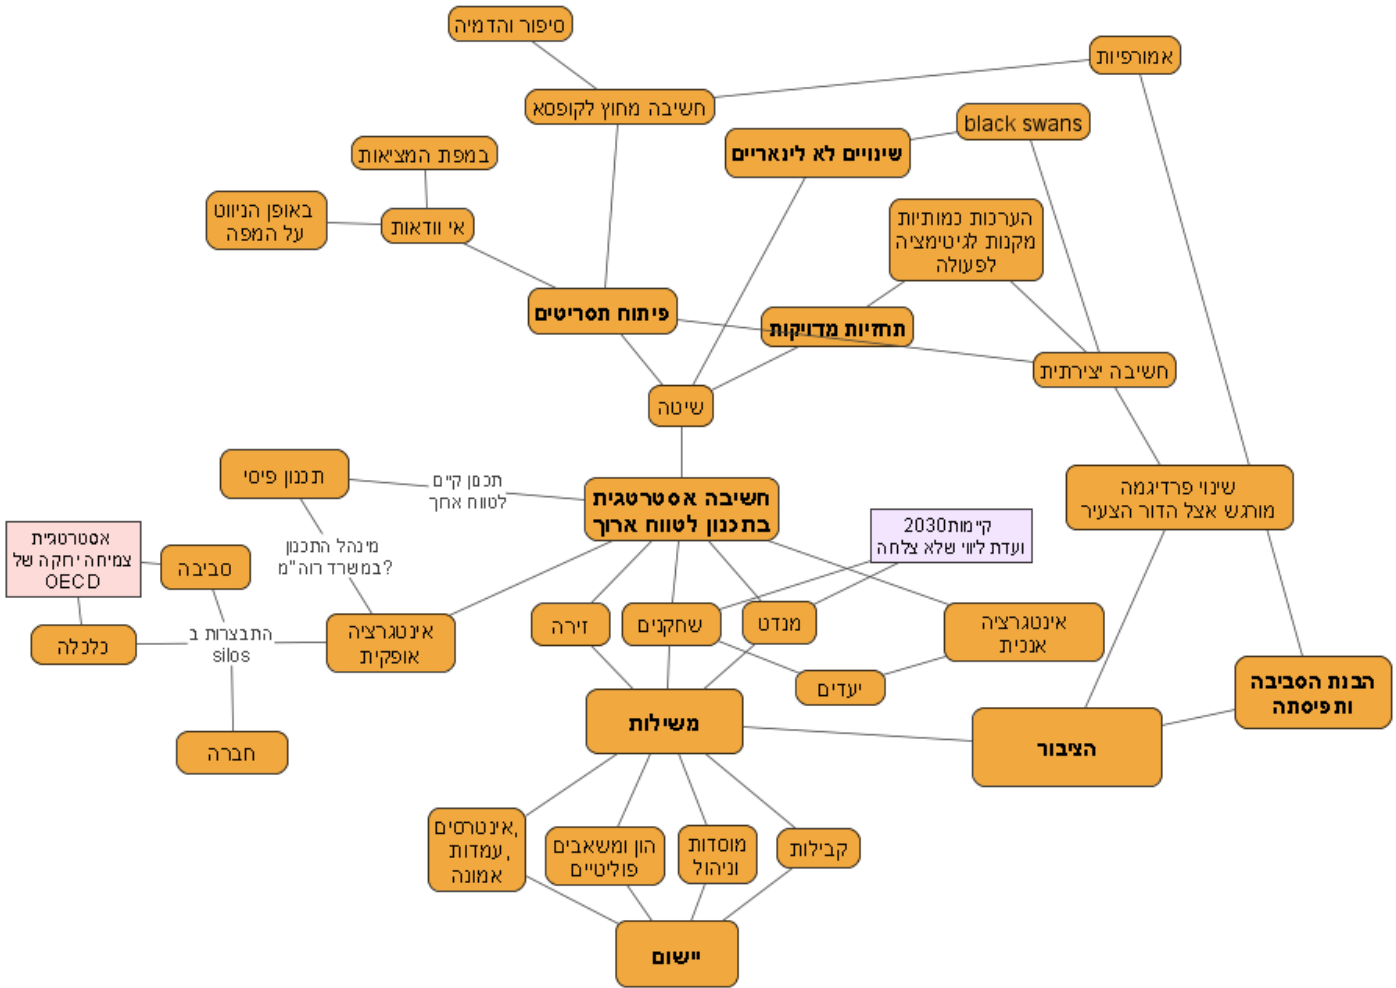 סיפור והדמיה
אמורפיות
חשיבה מחוץ לקופסא
black swans
שינויים לא לינאריים
במפת המציאות
באופן הניווט
על המפה
אי וודאות
הערכות כמותיות
מקנות לגיטימציה
לפעולה
פיתוח תסריטים
תחזיות מדויקות
חשיבה יצירתית
שיטה
תכנון פיסי
תכנון קיים
לטווח ארוך
חשיבה אסטרטגית
בתכנון לטווח ארוך
שינוי פרדיגמה
מורגש אצל הדור הצעיר
קיימות2030
ועדת ליווי שלא צלחה
אסטרטגית
צמיחה ירוקה של
OECD
סביבה
מינהל התכנון
במשרד רוה"מ?
זירה
שחקנים
מנדט
אינטגרציה
אנכית
אינטגרציה
אופקית
התבצרות ב
silos
כלכלה
יעדים
הבנת הסביבה
ותפיסתה
משילות
הציבור
חברה
אינטרסים,
עמדות,
אמונה
הון ומשאבים
פוליטיים
מוסדות
וניהול
קבילות
יישום